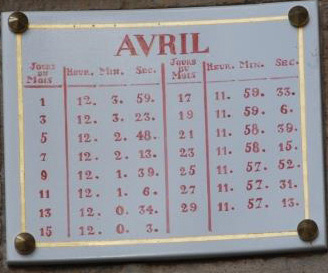 AVRIL
Jours du Mois Heur. Min. Sec. Jours du Mois Heur. Min. Sec.
1 12. 3. 59. 17 11. 59. 33.
3 12. 3. 23. 19 11. 59. 6.
5 12. 2. 48. 21 11. 58. 39.
7 12. 2. 13. 23 11. 58. 15.
9 12. 1. 39. 25 11. 57. 52.
11 12. 1. 6. 27 11. 57. 31.
13 12. 0. 34. 29 11. 57. 13.
15 12. 0. 3.